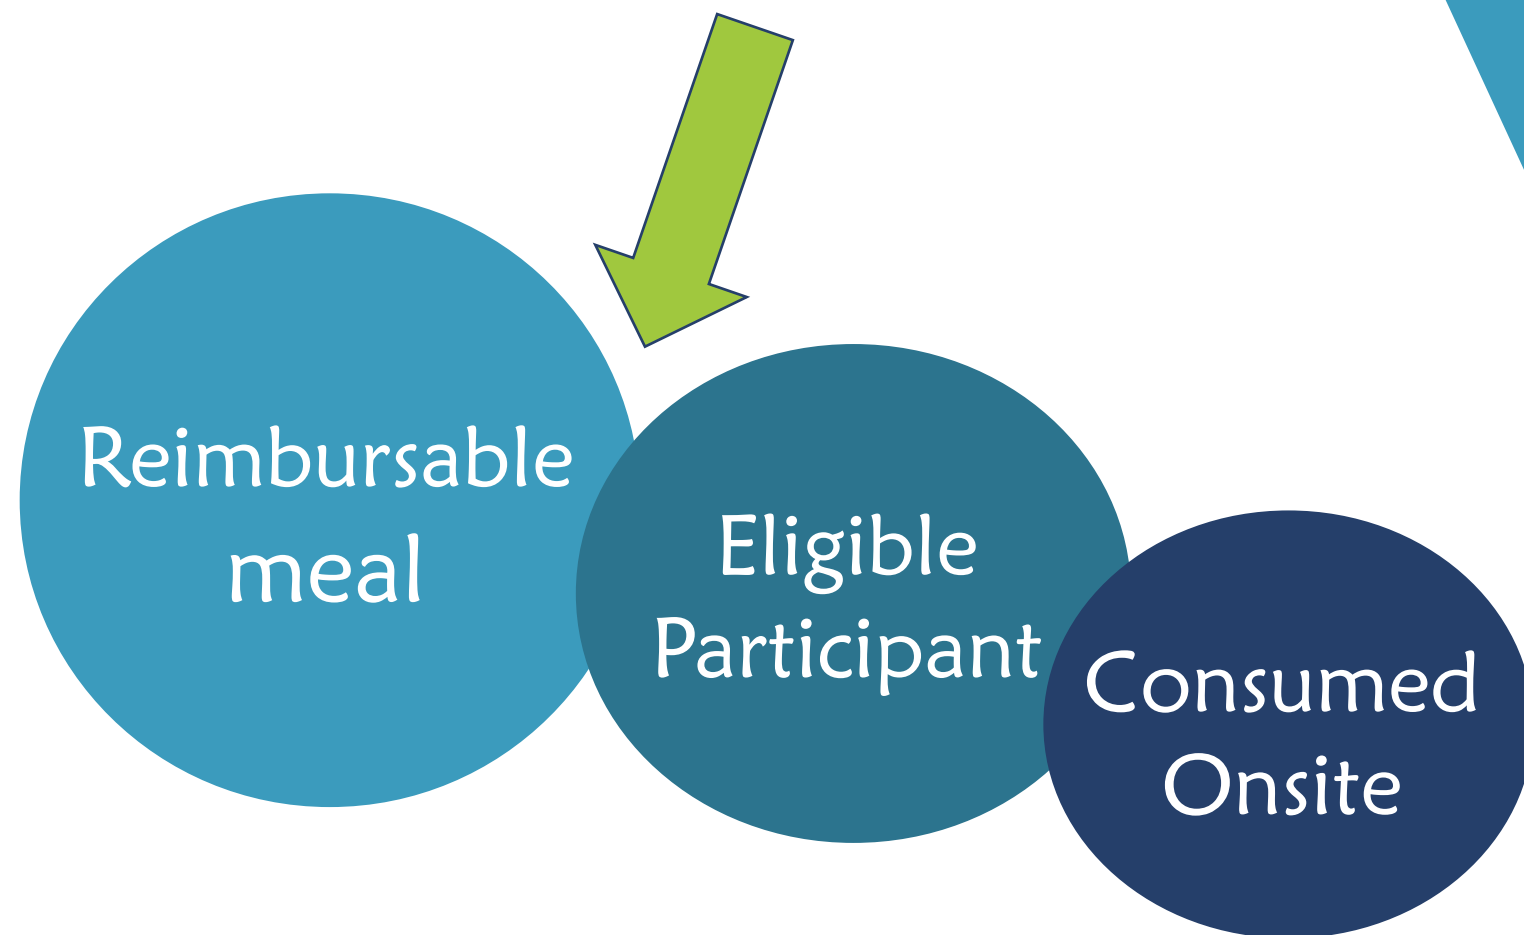 Reimbursable
meal
Eligible
Participant
Consumed
Onsite